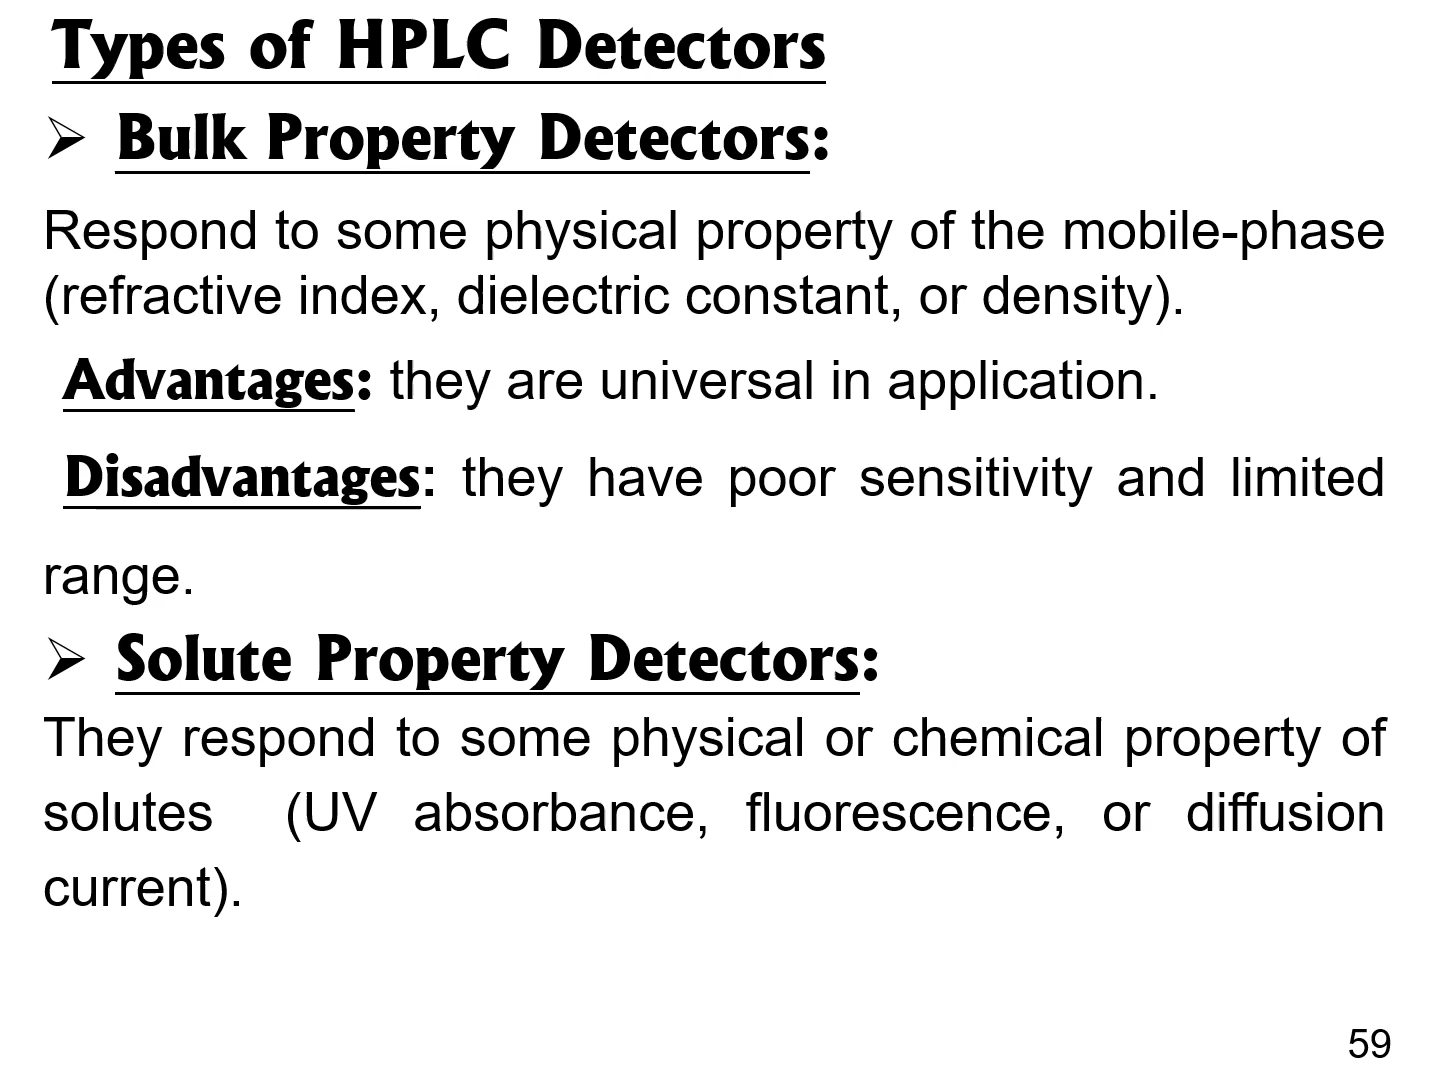 Types of HPLC Detectors
➢ Bulk Property Detectors:
Respond to some physical property of the mobile-phase
(refractive index, dielectric constant, or density).
Advantages: they are universal in application.
Disadvantages: they have poor sensitivity and limited
range.
➢ Solute Property Detectors:
They respond to some physical or chemical property of
solutes (UV absorbance, fluorescence, or diffusion
current).
59